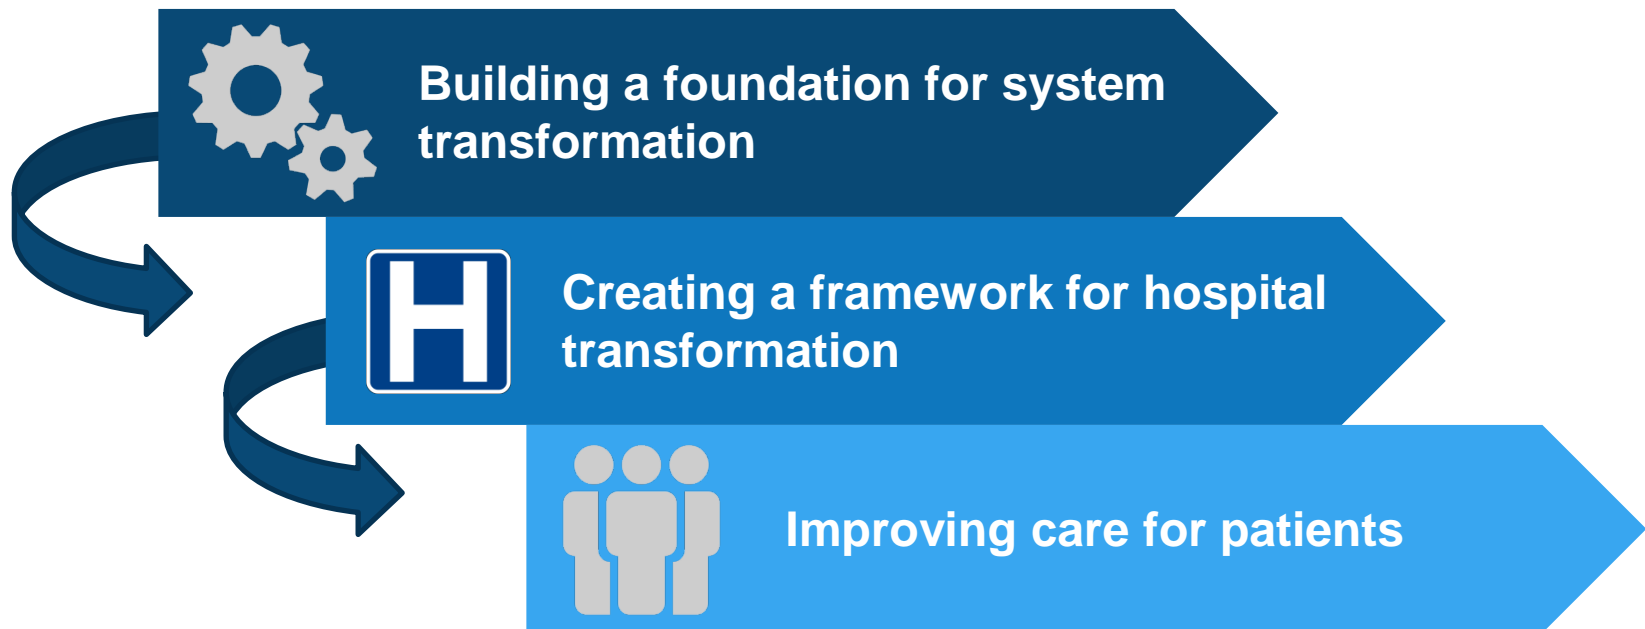 Building a foundation for system
transformation
H
Creating a framework for hospital
transformation
Improving care for patients